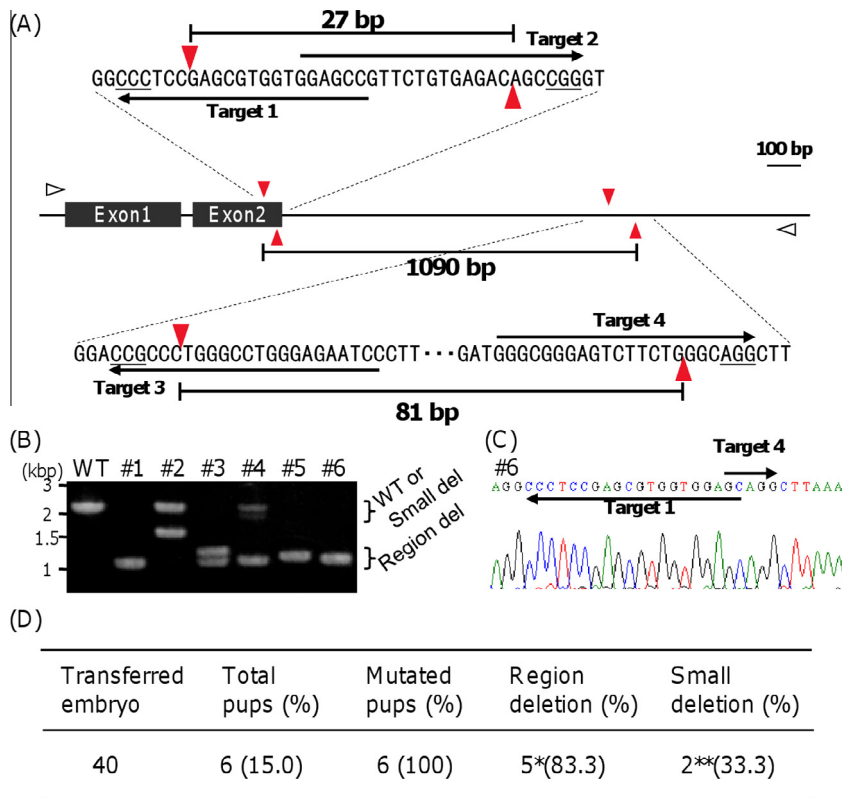 (A)
27 bp
Target 2
GGCCCTCCGAGCGTGGTGGAGCCGTTCTGTGAGACAGCCGGGT
Target 1
100 bp
Exon1 Exon2
1090 bp
Target 4
GGACCGCCCTGGGCCTGGGAGAATCCCTT···GATGGGCGGGAGTCTTCTGGGGCAGGCTT
Target 3
81 bp
(B)
(kbp) WT #1 #2 #3 #4 #5 #6
3
2
1.5
1
WT or
Small del
Region del
(C)
#6
Target 4
AGGCCCTCCGAGCGTGGTGGAGCAGGCTTAAA
Target 1
(D)
Transferred embryo Total pups (%) Mutated pups (%) Region deletion (%) Small deletion (%)
40 6 (15.0) 6 (100) 5*(83.3) 2**(33.3)